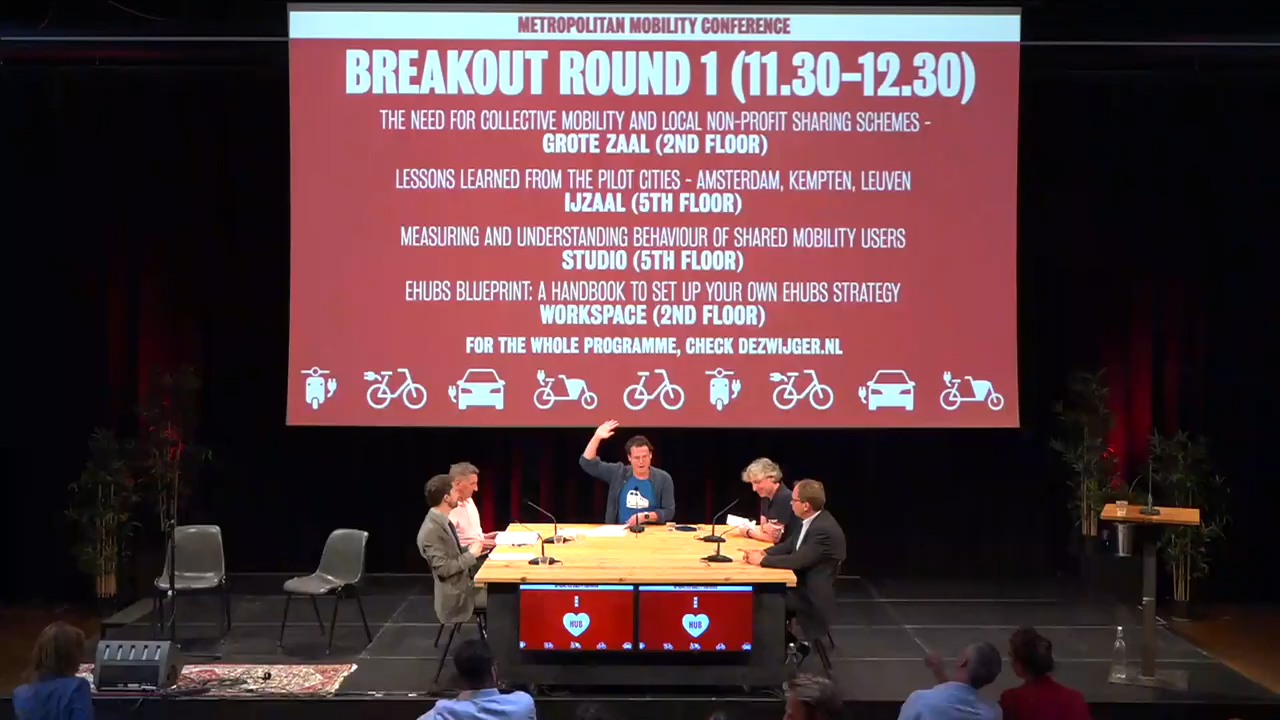 METROPOLITAN MOBILITY CONFERENCE
BREAKOUT ROUND 1 (11.30–12.30)
THE NEED FOR COLLECTIVE MOBILITY AND LOCAL NON-PROFIT SHARING SCHEMES -
GROTE ZAAL (2ND FLOOR)
LESSONS LEARNED FROM THE PILOT CITIES - AMSTERDAM, KEMPTEN, LEUVEN
IJZAAL (5TH FLOOR)
MEASURING AND UNDERSTANDING BEHAVIOUR OF SHARED MOBILITY USERS
STUDIO (5TH FLOOR)
EHUBS BLUEPRINT: A HANDBOOK TO SET UP YOUR OWN EHUBS STRATEGY
WORKSPACE (2ND FLOOR)
FOR THE WHOLE PROGRAMME, CHECK DEZWIJGER.NL
HUB
HUB